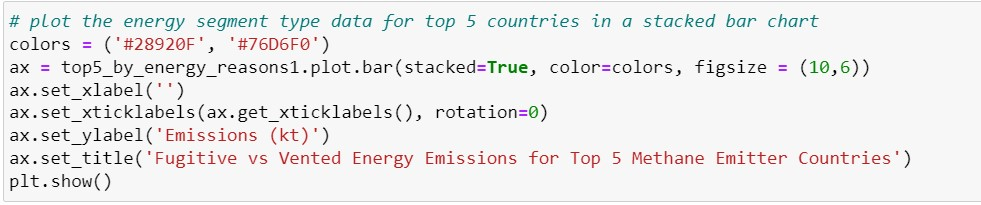 # plot the energy segment type data for top 5 countries in a stacked bar chart
colors = ('#28920F', '#76D6F0')
ax = top5_by_energy_reasons1.plot.bar(stacked=True, color=colors, figsize = (10,6))
ax.set_xlabel('')
ax.set_xticklabels(ax.get_xticklabels(), rotation=0)
ax.set_ylabel('Emissions (kt)')
ax.set_title('Fugitive vs Vented Energy Emissions for Top 5 Methane Emitter Countries')
plt.show()